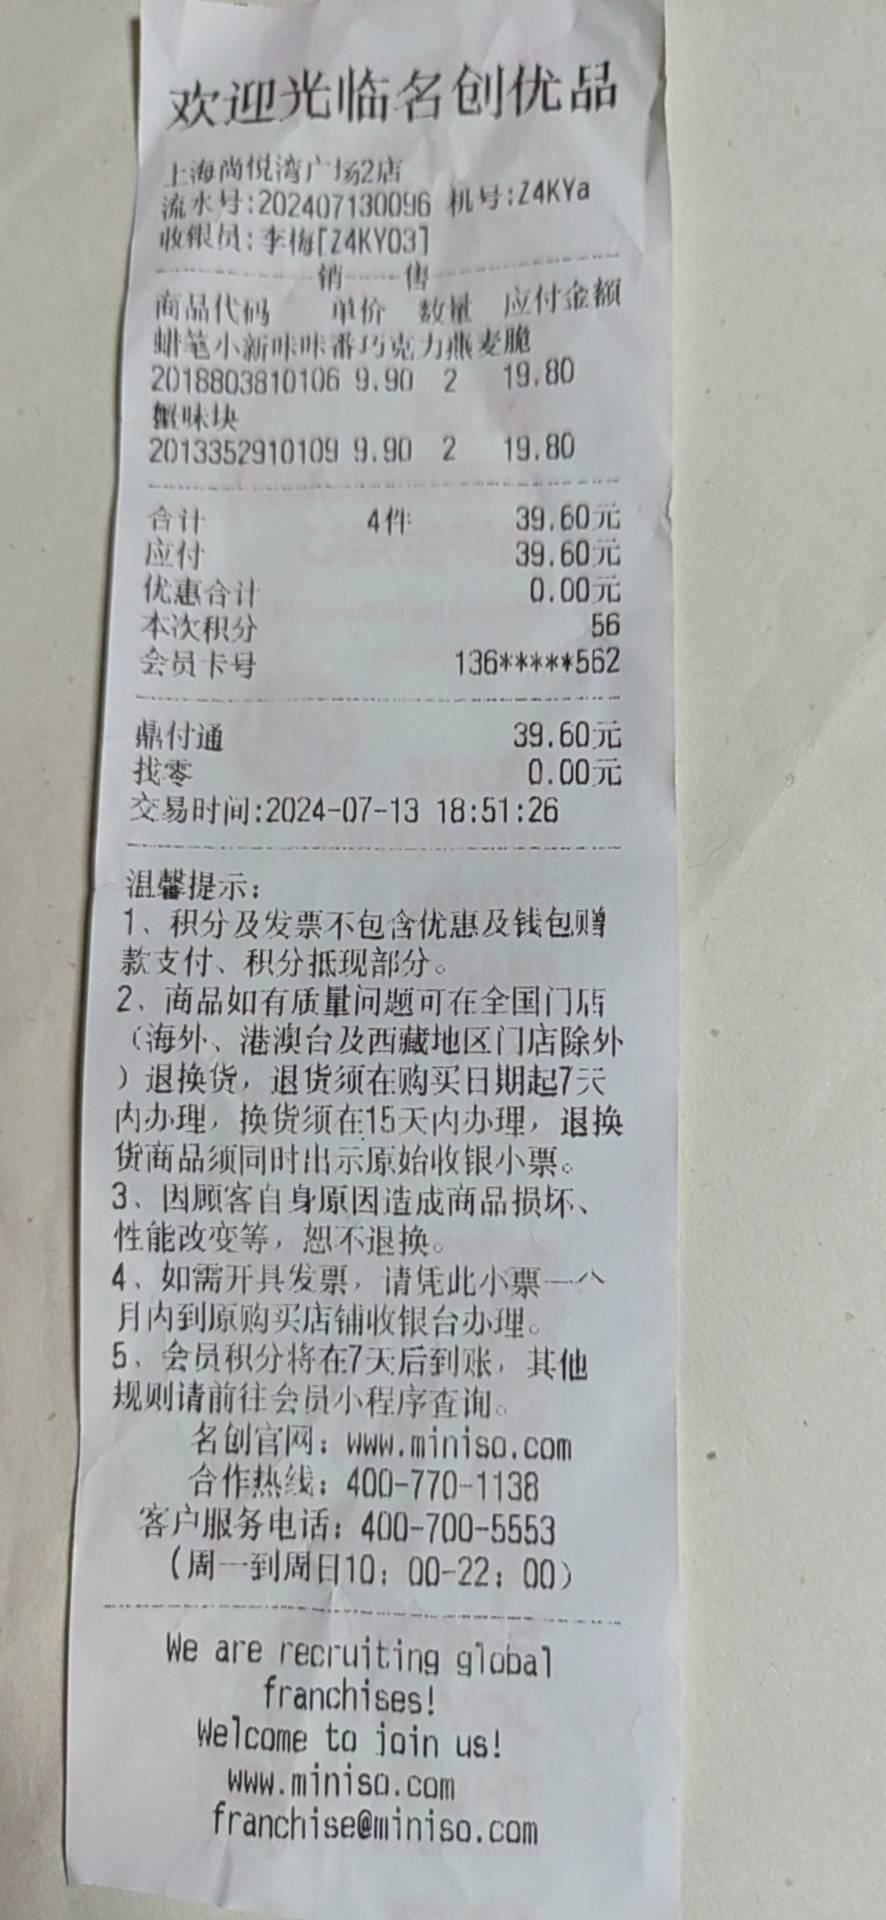 欢迎光临名创优品
上海尚悦湾广场2店
流水号:202407130096 机号:Z4KYa
收银员:李梅[Z4KY03]
销 售
商品代码 单价 数量 应付金额
蜡笔小新咔咔番巧克力燕麦脆
2018803810106 9.90 2 19.80
蟹味块
2013352910109 9.90 2 19.80
合计 4件 39.60元
应付 39.60元
优惠合计 0.00元
本次积分 56
会员卡号 136*****562
鼎付通 39.60元
找零 0.00元
交易时间:2024-07-13 18:51:26
温馨提示:
1、积分及发票不包含优惠及钱包赠
款支付、积分抵现部分。
2、商品如有质量问题可在全国门店
(海外、港澳台及西藏地区门店除外
)退换货，退货须在购买日期起7天
内办理，换货须在15天内办理，退换
货商品须同时出示原始收银小票。
3、因顾客自身原因造成商品损坏、
性能改变等，恕不退换。
4、如需开具发票，请凭此小票一个
月内到原购买店铺收银台办理。
5、会员积分将在7天后到账，其他
规则请前往会员小程序查询。
名创官网：www.miniso.com
合作热线：400-770-1138
客户服务电话：400-700-5553
(周一到周日10：00-22：00)
We are recruiting global
franchises!
Welcome to join us!
www.miniso.com
franchise@miniso.com